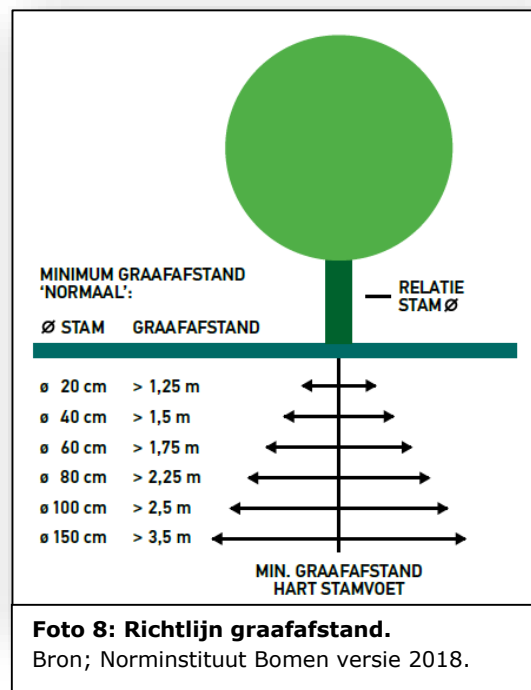 MINIMUM GRAAFAFSTAND
'NORMAAL':
RELATIE
STAM Ø
Ø STAM GRAAFAFSTAND
ø 20 cm > 1,25 m
ø 40 cm > 1,5 m
ø 60 cm > 1,75 m
ø 80 cm > 2,25 m
ø 100 cm > 2,5 m
ø 150 cm > 3,5 m
MIN. GRAAFAFSTAND
HART STAMVOET
Foto 8: Richtlijn graafafstand.
Bron; Norminstituut Bomen versie 2018.